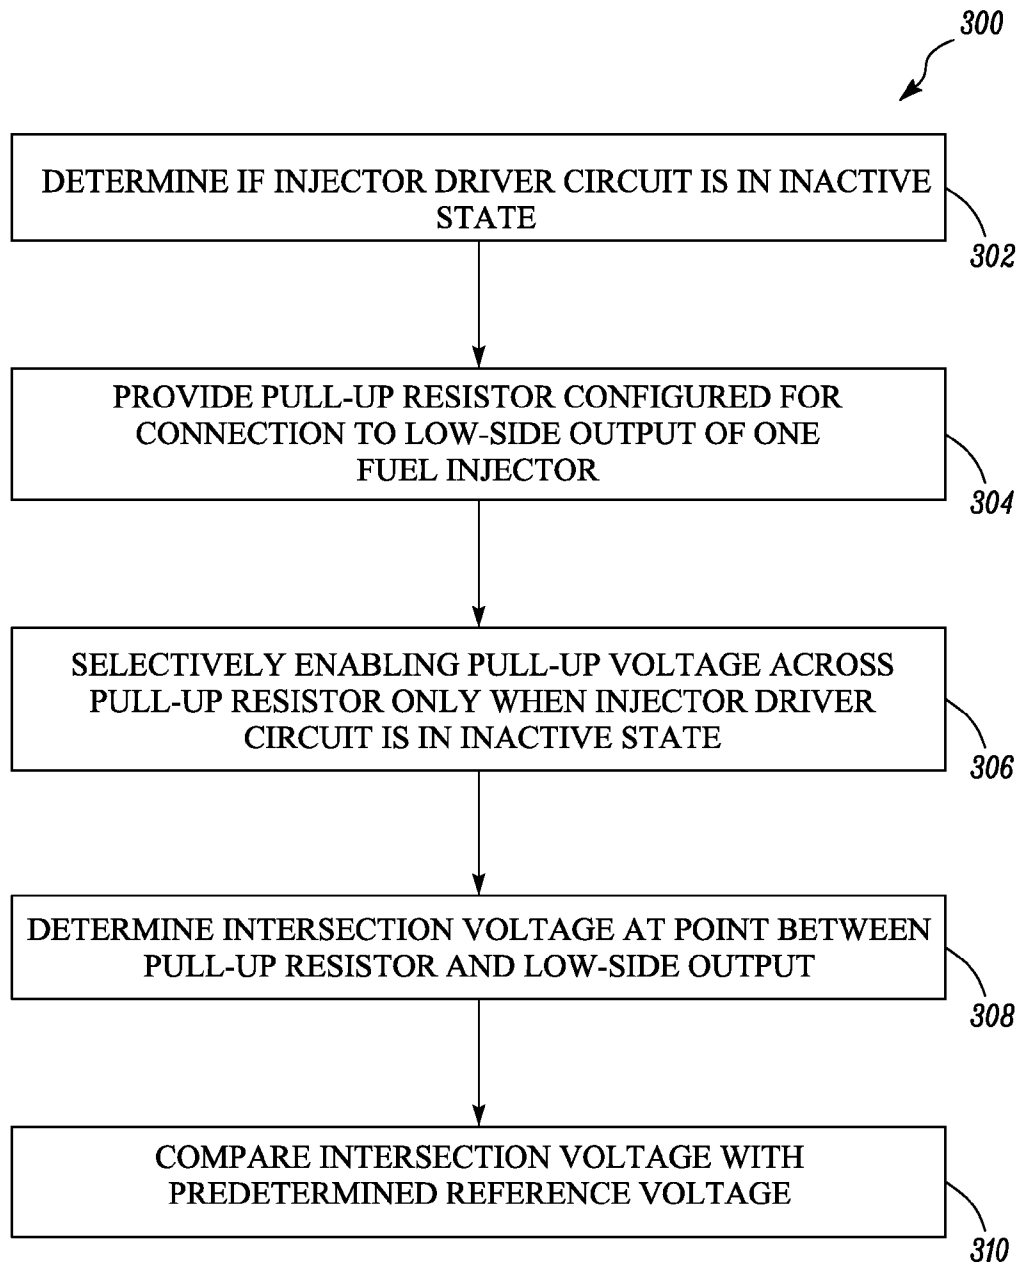 300
DETERMINE IF INJECTOR DRIVER CIRCUIT IS IN INACTIVE
STATE
302
PROVIDE PULL-UP RESISTOR CONFIGURED FOR
CONNECTION TO LOW-SIDE OUTPUT OF ONE
FUEL INJECTOR
304
SELECTIVELY ENABLING PULL-UP VOLTAGE ACROSS
PULL-UP RESISTOR ONLY WHEN INJECTOR DRIVER
CIRCUIT IS IN INACTIVE STATE
306
DETERMINE INTERSECTION VOLTAGE AT POINT BETWEEN
PULL-UP RESISTOR AND LOW-SIDE OUTPUT
308
COMPARE INTERSECTION VOLTAGE WITH
PREDETERMINED REFERENCE VOLTAGE
310